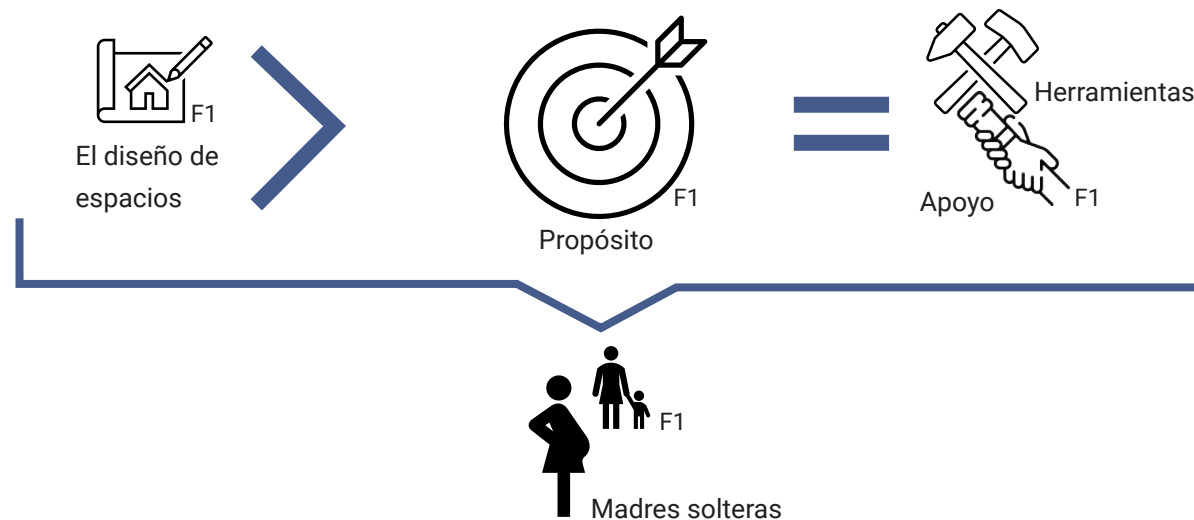 F1
El diseño de
espacios
F1
Propósito
Herramientas
Apoyo
F1
F1
Madres solteras